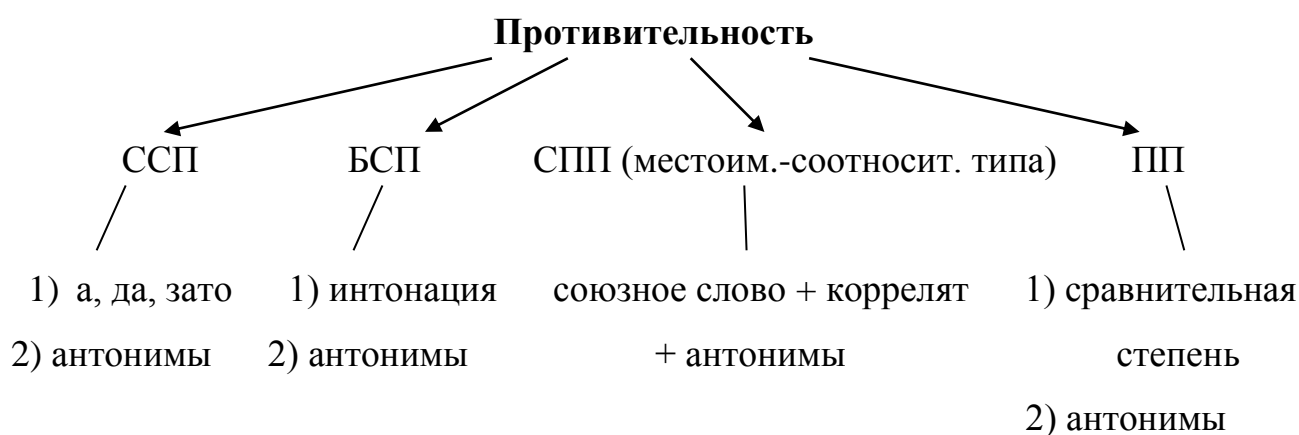 Противительность
ССП БСП СПП (местоим.-соотносит. типа) ПП
1) а, да, зато 1) интонация союзное слово + коррелят 1) сравнительная
2) антонимы 2) антонимы + антонимы степень
2) антонимы